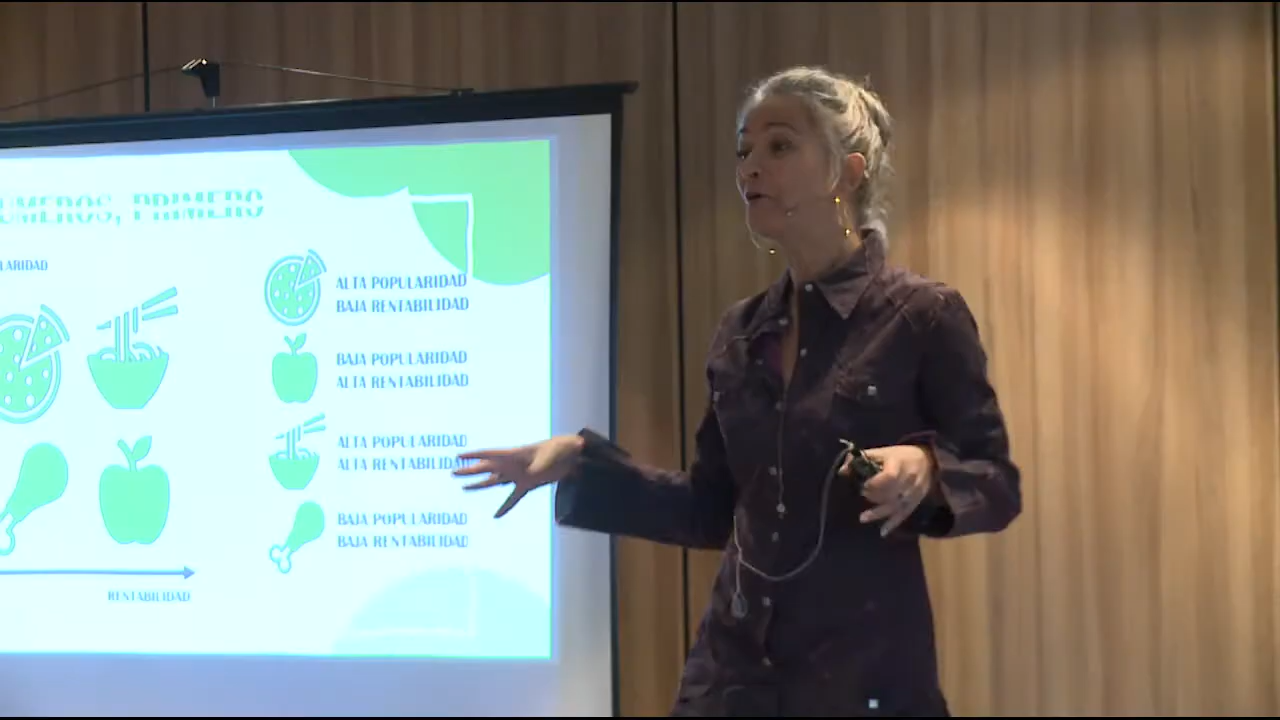 UMEROS, PRIMERO
LARIDAD
ALTA POPULARIDAD
BAJA RENTABILIDAD
BAJA POPULARIDAD
ALTA RENTABILIDAD
ALTA POPULARIDAD
ALTA RENTABILIDAD
BAJA POPULARIDAD
BAJA RENTABILIDAD
RENTABILIDAD